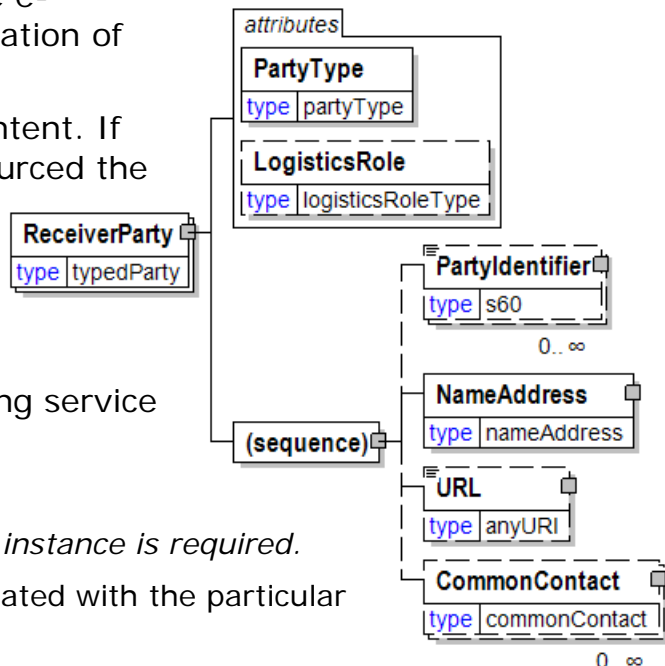 e-
ation of
ntent. If
urced the
ng service
instance is required.
ated with the particular
attributes
PartyType
type partyType
LogisticsRole
type logisticsRoleType
ReceiverParty
type typedParty
(sequence)
PartyIdentifier
type s60
0.. ∞
NameAddress
type nameAddress
URL
type anyURI
CommonContact
type commonContact
0.. ∞